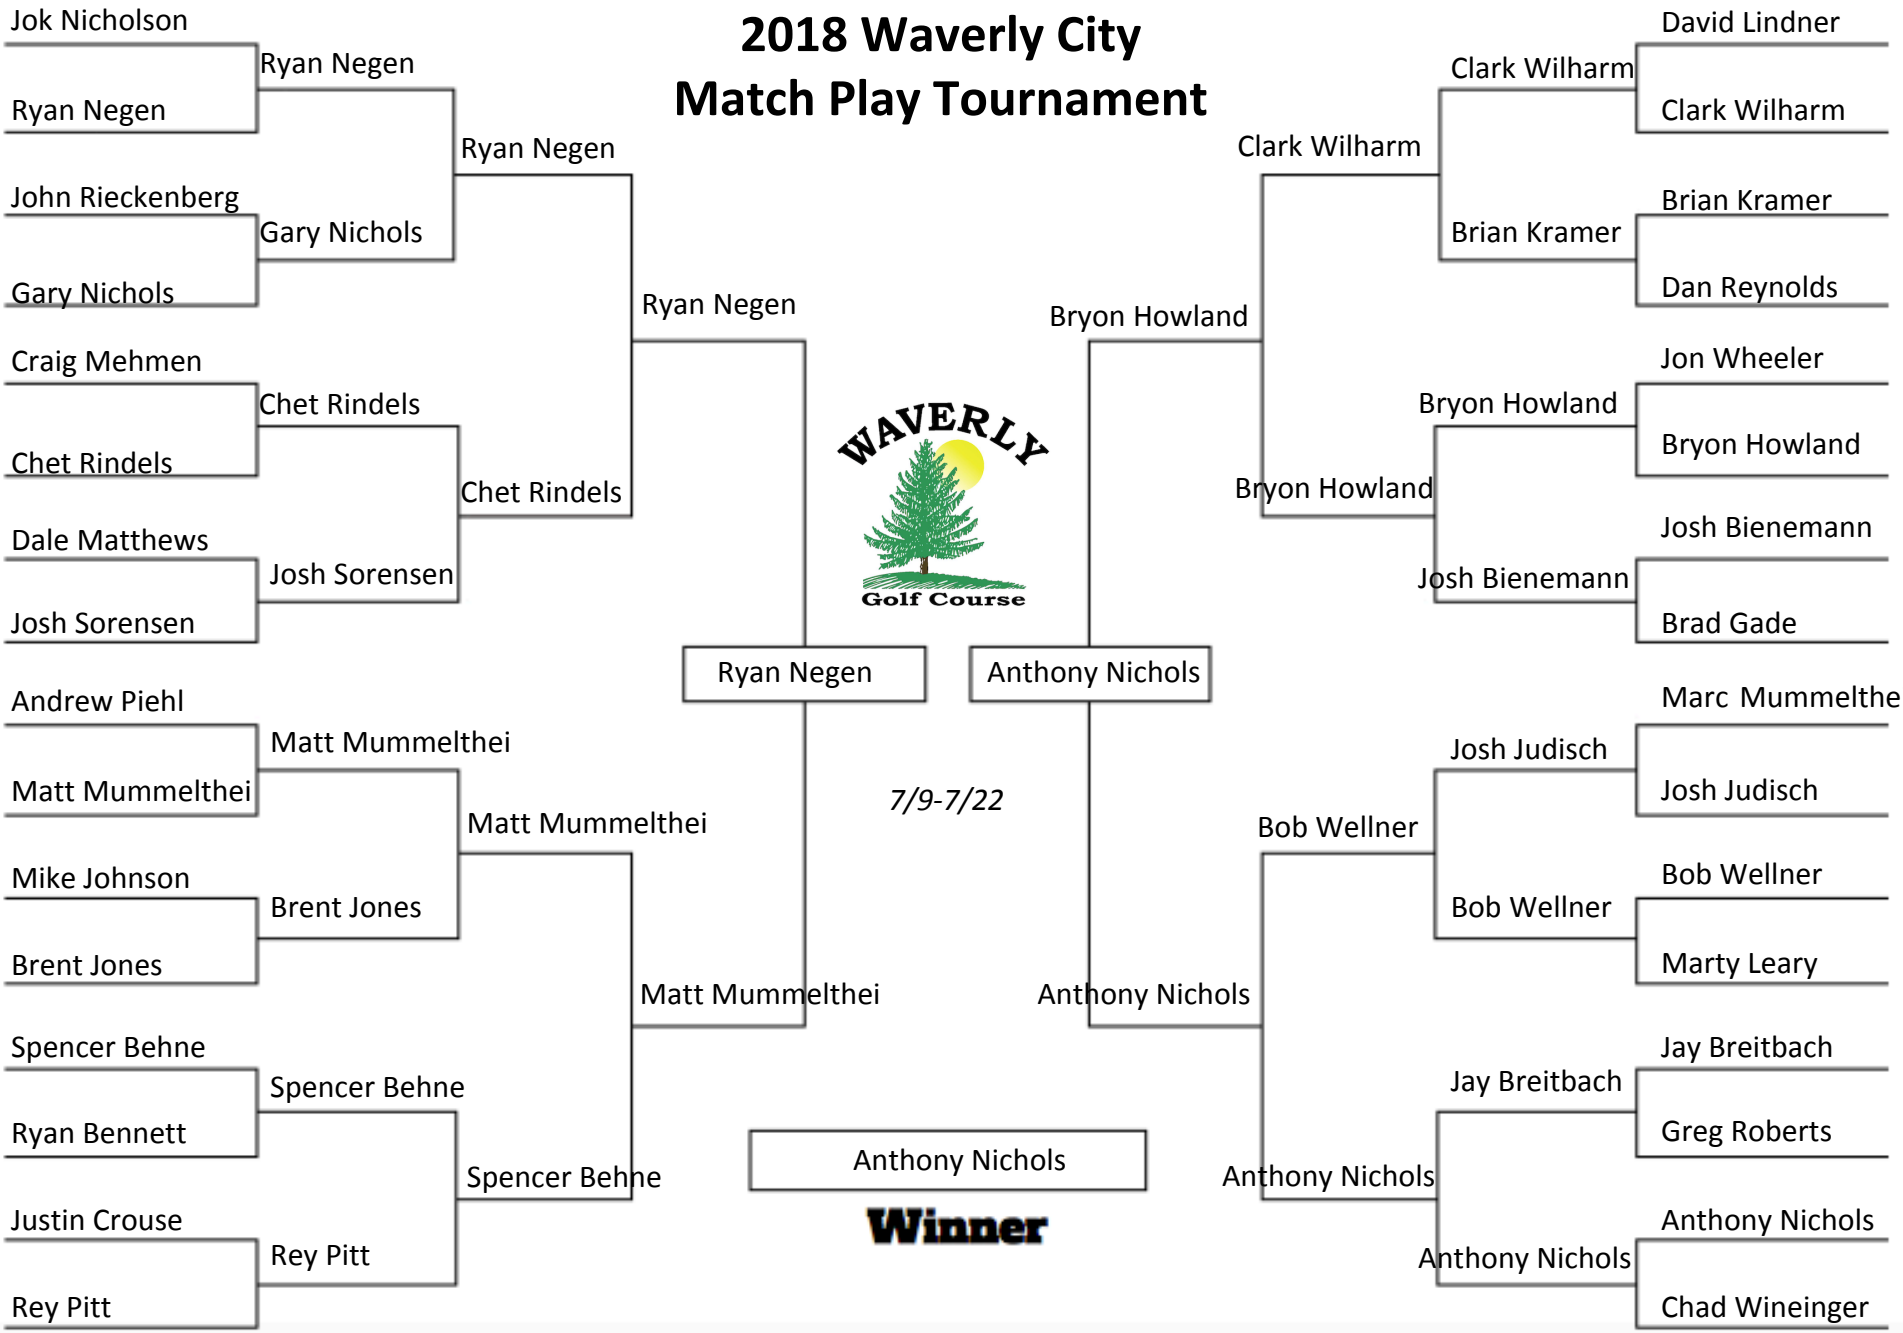 2018 Waverly City
Match Play Tournament
Jok Nicholson
Ryan Negen
John Rieckenberg
Gary Nichols
Craig Mehmen
Chet Rindels
Dale Matthews
Josh Sorensen
Andrew Piehl
Matt Mummelthei
Mike Johnson
Brent Jones
Spencer Behne
Ryan Bennett
Justin Crouse
Rey Pitt
Ryan Negen
Gary Nichols
Chet Rindels
Josh Sorensen
Matt Mummelthei
Brent Jones
Spencer Behne
Rey Pitt
Ryan Negen
Chet Rindels
Matt Mummelthei
Spencer Behne
Ryan Negen
Matt Mummelthei
Ryan Negen
WAVERLY
Golf Course
7/9-7/22
Anthony Nichols
Winner
Anthony Nichols
Bryon Howland
Anthony Nichols
Clark Wilharm
Bryon Howland
Bob Wellner
Anthony Nichols
Clark Wilharm
Brian Kramer
Bryon Howland
Josh Bienemann
Josh Judisch
Bob Wellner
Jay Breitbach
Anthony Nichols
David Lindner
Clark Wilharm
Brian Kramer
Dan Reynolds
Jon Wheeler
Bryon Howland
Josh Bienemann
Brad Gade
Marc Mummelthe
Josh Judisch
Bob Wellner
Marty Leary
Jay Breitbach
Greg Roberts
Anthony Nichols
Chad Wineinger